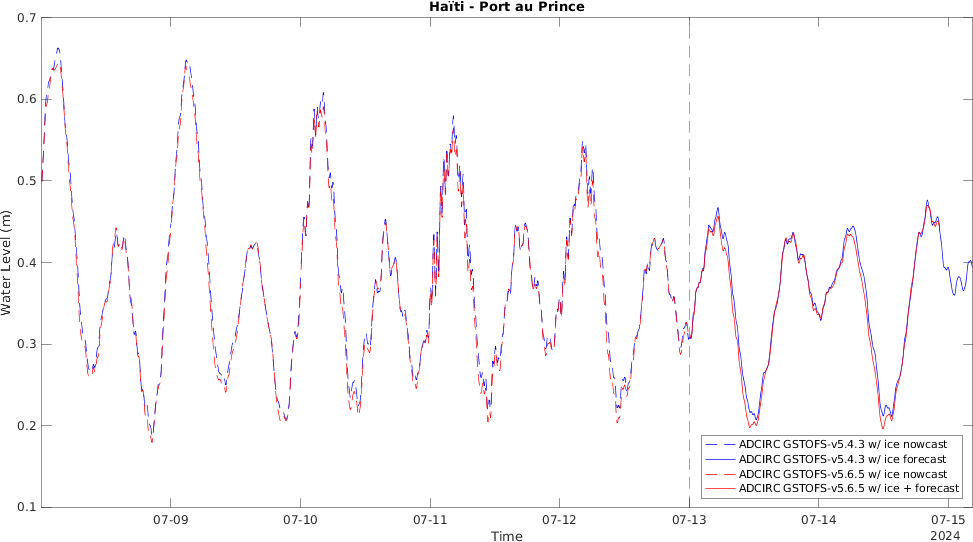 Haïti - Port au Prince
0.7
0.6
0.5
0.4
0.3
0.2
0.1
Water Level (m)
ADCIRC GSTOFS-v5.4.3 w/ ice nowcast
ADCIRC GSTOFS-v5.4.3 w/ ice forecast
ADCIRC GSTOFS-v5.6.5 w/ ice nowcast
ADCIRC GSTOFS-v5.6.5 w/ ice + forecast
07-09 07-10 07-11 07-12 07-13 07-14 07-15
Time
2024